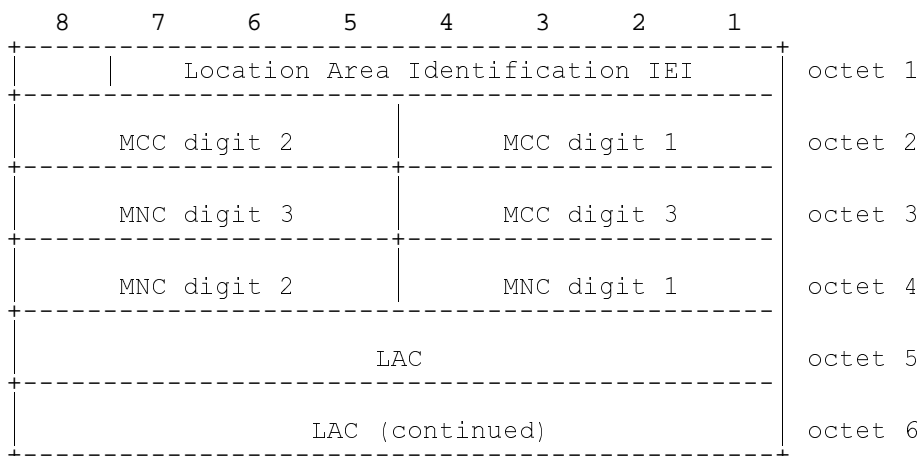 8 7 6 5 4 3 2 1
Location Area Identification IEI octet 1
MCC digit 2 MCC digit 1 octet 2
MNC digit 3 MCC digit 3 octet 3
MNC digit 2 MNC digit 1 octet 4
LAC octet 5
LAC (continued) octet 6